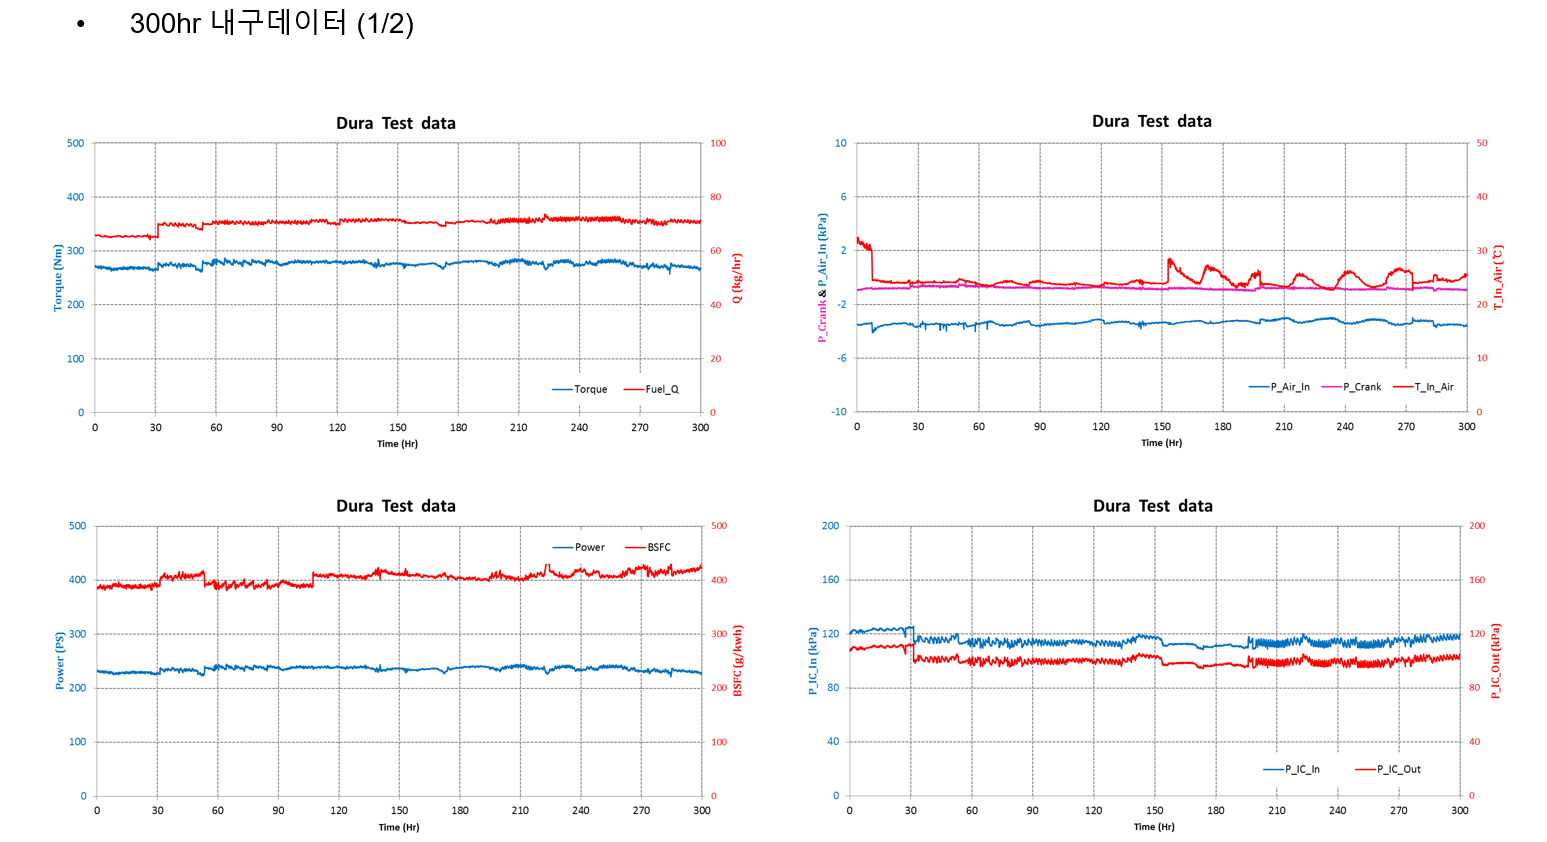 • 300hr 내구데이터 (1/2)
Dura Test data
500
400
300
200
100
0
100
80
60
40
20
0
Torque (Nm)
Q (kg/hr)
Torque
Fuel_Q
0 30 60 90 120 150 180 210 240 270 300
Time (Hr)
Dura Test data
10
6
2
-2
-6
-10
50
40
30
20
10
0
P_Crank & P_Air_In (kPa)
T_In_Air (℃)
P_Air_In
P_Crank
T_In_Air
0 30 60 90 120 150 180 210 240 270 300
Time (Hr)
Dura Test data
500
400
300
200
100
0
500
400
300
200
100
0
Power (PS)
BSFC (g/kwh)
Power
BSFC
0 30 60 90 120 150 180 210 240 270 300
Time (Hr)
Dura Test data
200
160
120
80
40
0
200
160
120
80
40
0
P_IC_In (kPa)
P_IC_Out (kPa)
P_IC_In
P_IC_Out
0 30 60 90 120 150 180 210 240 270 300
Time (Hr)